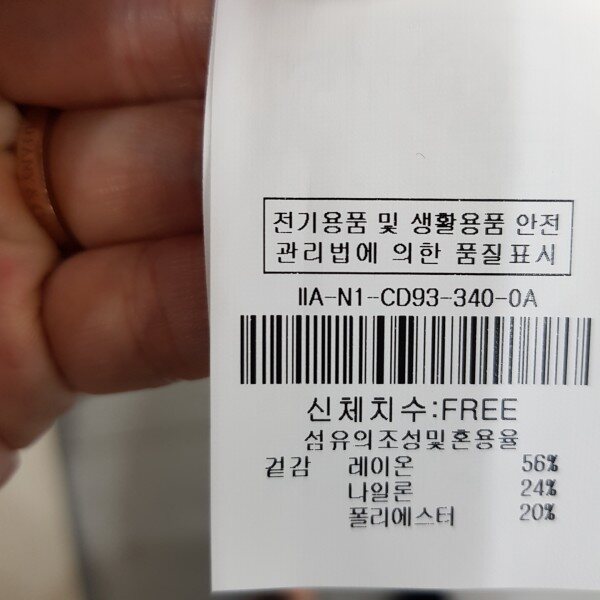 전기용품 및 생활용품 안전
관리법에 의한 품질표시
IIA-N1-CD93-340-0A
신체치수:FREE
섬유의조성및혼용율
겉감 레이온 56%
나일론 24%
폴리에스터 20%